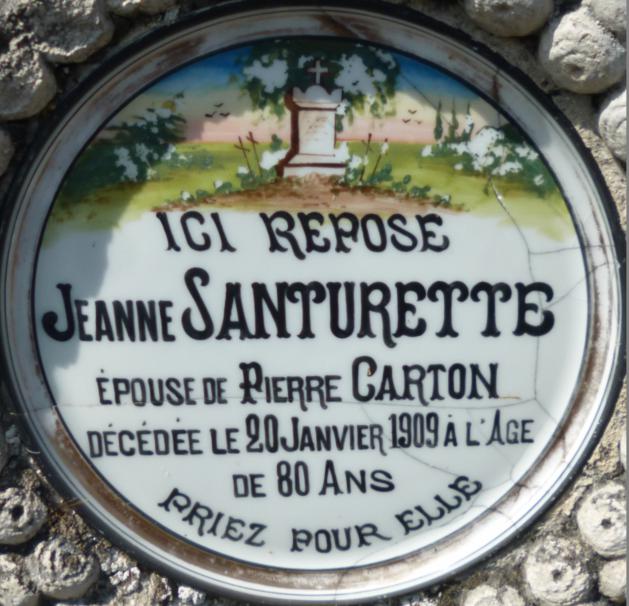 ICI REPOSE
JEANNE SANTURETTE
ÉPOUSE DE PIERRE CARTON
DÉCÉDÉE LE 20 JANVIER 1909 À L'ÂGE
DE 80 ANS
PRIEZ POUR ELLE